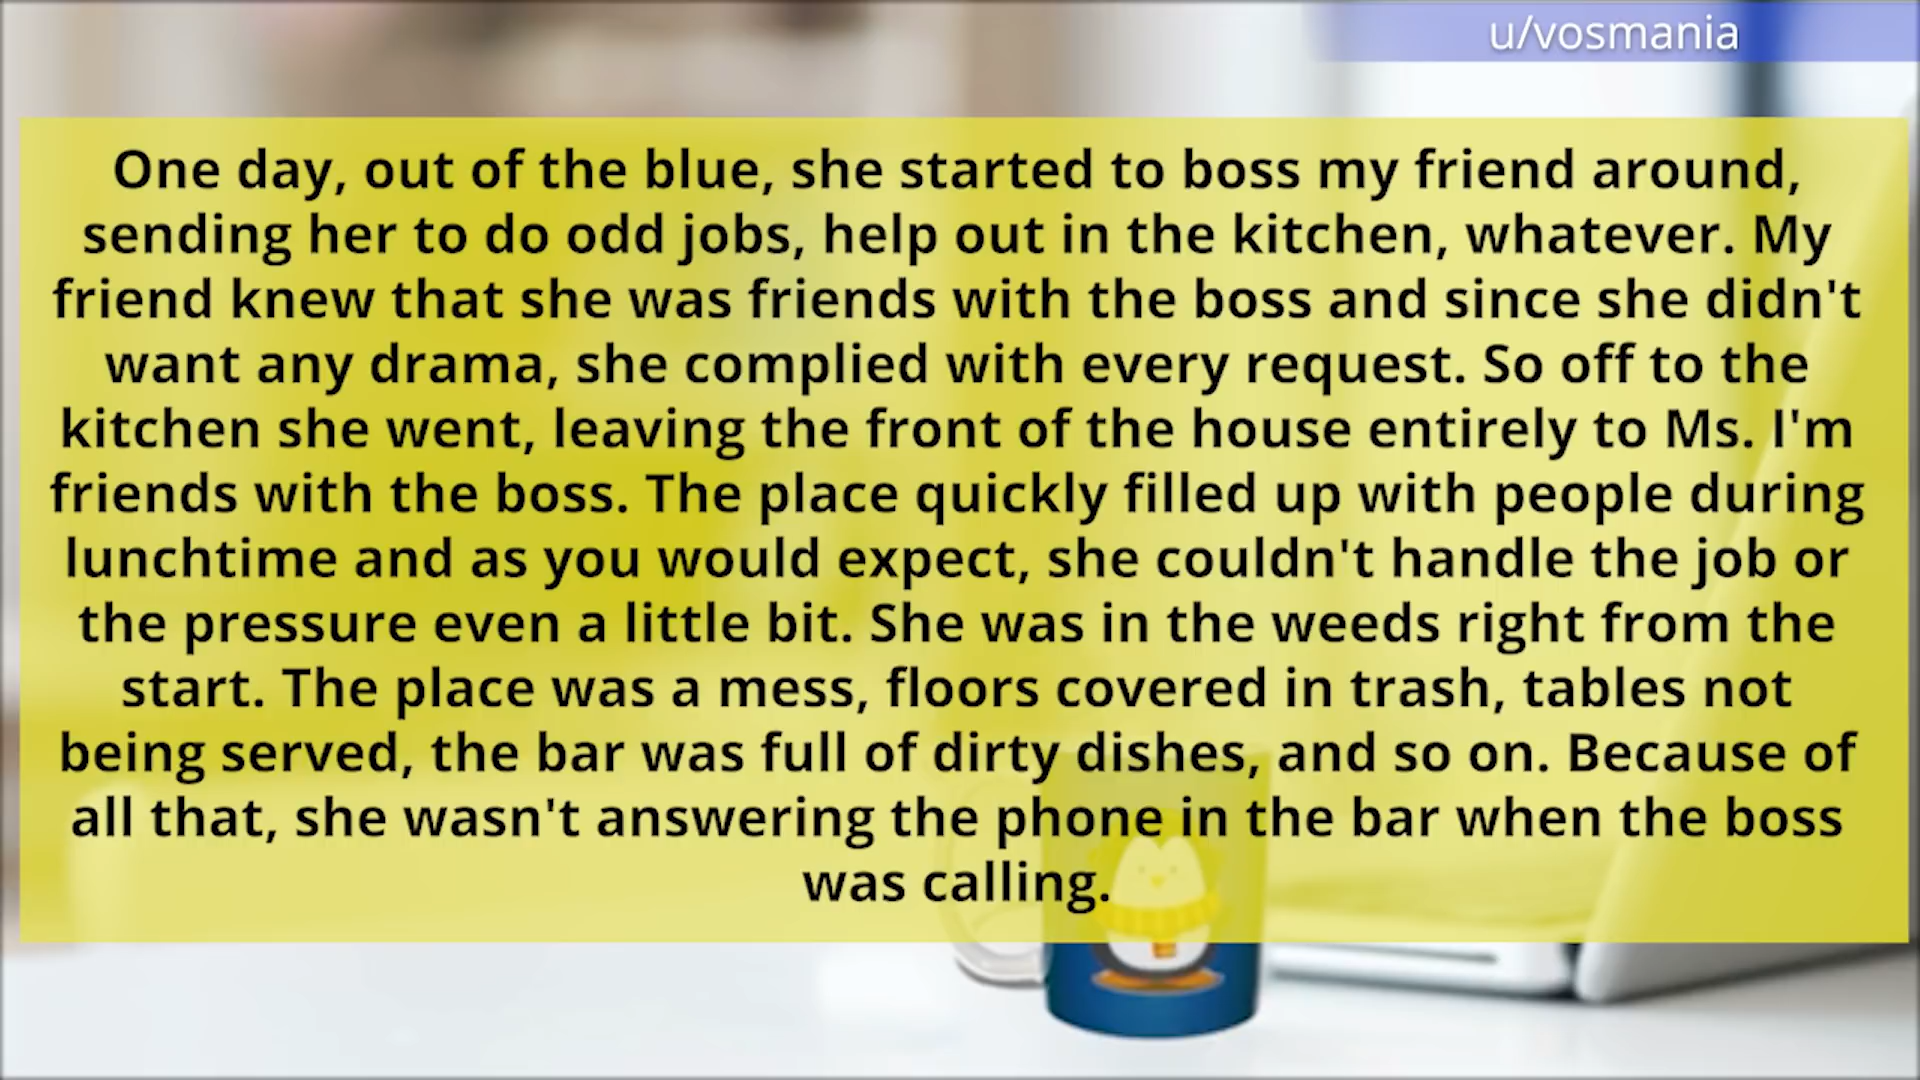 u/vosmania
One day, out of the blue, she started to boss my friend around,
sending her to do odd jobs, help out in the kitchen, whatever. My
friend knew that she was friends with the boss and since she didn't
want any drama, she complied with every request. So off to the
kitchen she went, leaving the front of the house entirely to Ms. I'm
friends with the boss. The place quickly filled up with people during
lunchtime and as you would expect, she couldn't handle the job or
the pressure even a little bit. She was in the weeds right from the
start. The place was a mess, floors covered in trash, tables not
being served, the bar was full of dirty dishes, and so on. Because of
all that, she wasn't answering the phone in the bar when the boss
was calling.